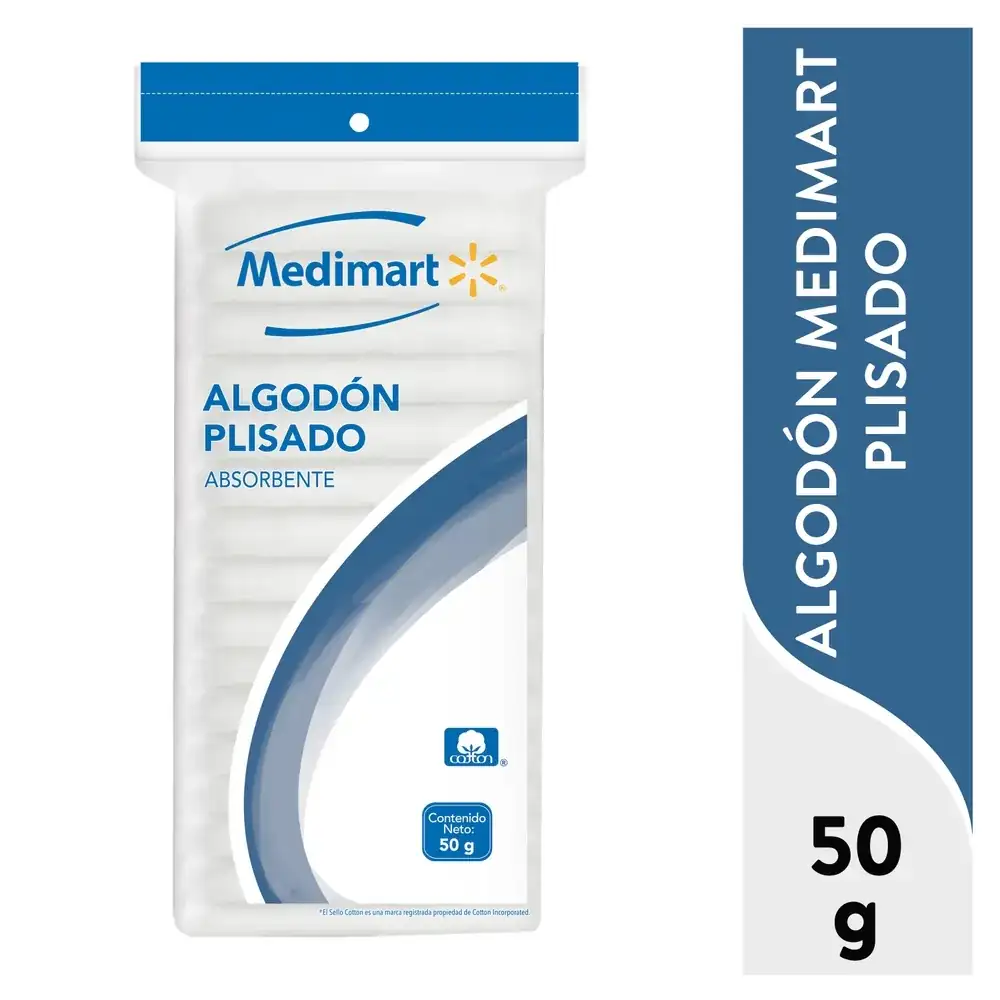 Medimart
ALGODÓN
PLISADO
ABSORBENTE
cotton
®
Contenido
Neto:
50 g
*El Sello Cotton es una marca registrada propiedad de Cotton Incorporated
ALGODÓN MEDIMART
PLISADO
50
g